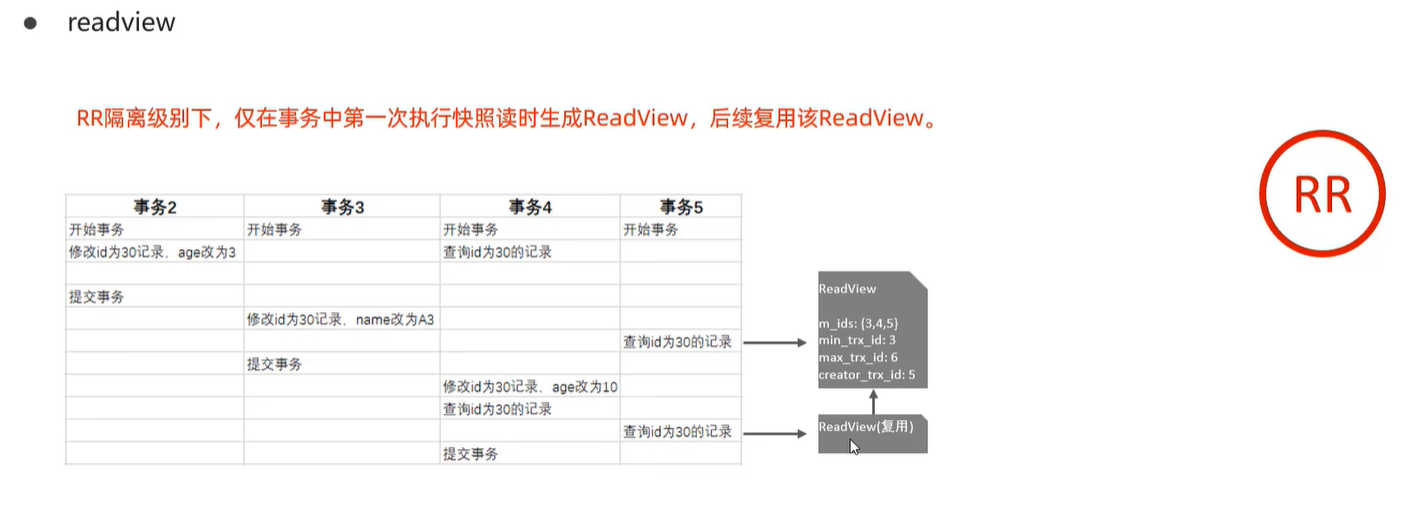 readview
RR隔离级别下，仅在事务中第一次执行快照读时生成ReadView，后续复用该ReadView。
RR
事务2 事务3 事务4 事务5
开始事务 开始事务 开始事务 开始事务
修改id为30记录，age改为3 查询id为30的记录
提交事务
修改id为30记录，name改为A3
查询id为30的记录
提交事务
修改id为30记录，age改为10
查询id为30的记录
查询id为30的记录
提交事务
ReadView
m_ids: {3,4,5}
min_trx_id: 3
max_trx_id: 6
creator_trx_id: 5
ReadView(复用)